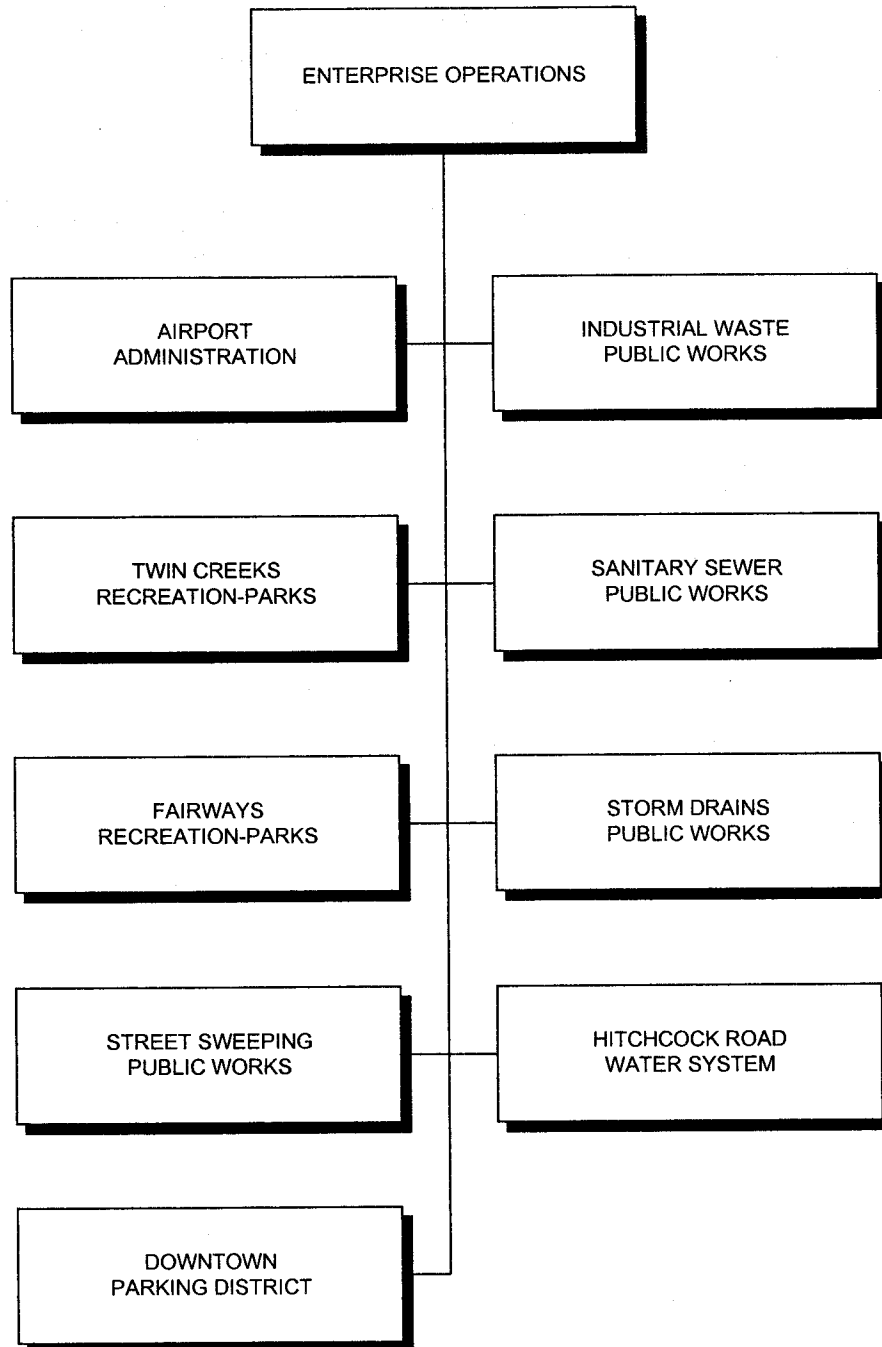 ENTERPRISE OPERATIONS
AIRPORT
ADMINISTRATION
INDUSTRIAL WASTE
PUBLIC WORKS
TWIN CREEKS
RECREATION-PARKS
SANITARY SEWER
PUBLIC WORKS
FAIRWAYS
RECREATION-PARKS
STORM DRAINS
PUBLIC WORKS
STREET SWEEPING
PUBLIC WORKS
HITCHCOCK ROAD
WATER SYSTEM
DOWNTOWN
PARKING DISTRICT